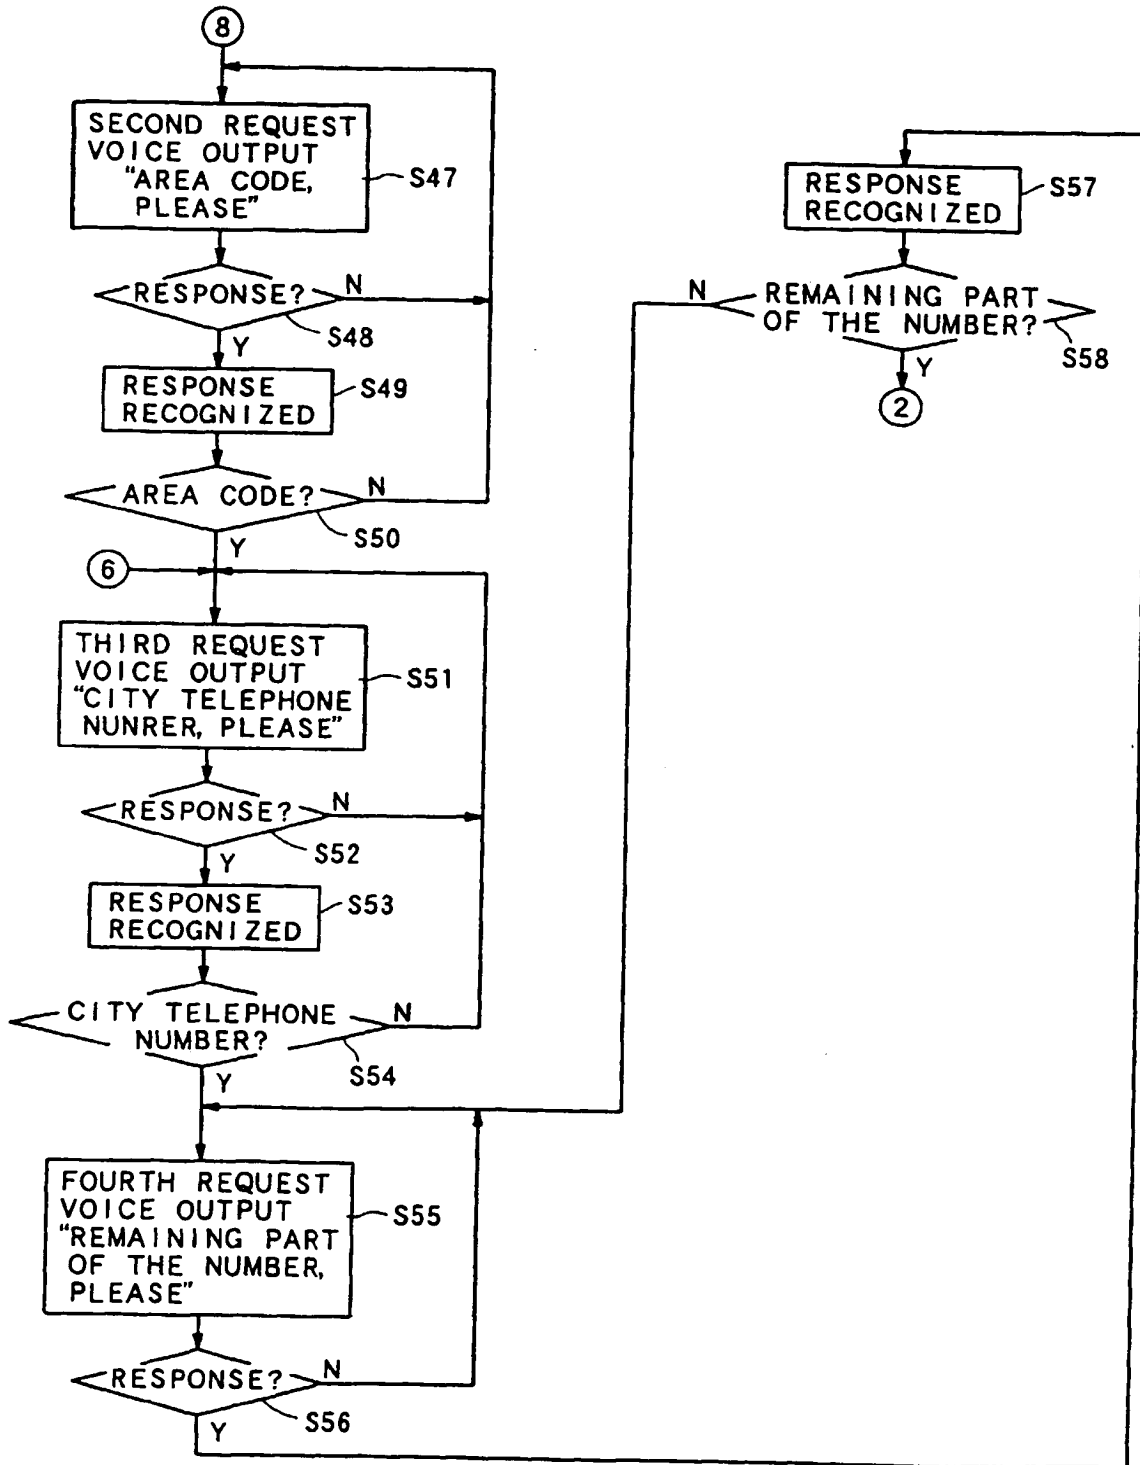 8
SECOND REQUEST
VOICE OUTPUT
"AREA CODE,
PLEASE"
S47
RESPONSE?
N
S48
Y
RESPONSE
RECOGNIZED
S49
AREA CODE?
N
S50
Y
6
THIRD REQUEST
VOICE OUTPUT
"CITY TELEPHONE
NUNRER, PLEASE"
S51
RESPONSE?
N
S52
Y
RESPONSE
RECOGNIZED
S53
CITY TELEPHONE
NUMBER?
N
S54
Y
FOURTH REQUEST
VOICE OUTPUT
"REMAINING PART
OF THE NUMBER,
PLEASE"
S55
RESPONSE?
N
S56
Y
RESPONSE
RECOGNIZED
S57
N
REMAINING PART
OF THE NUMBER?
S58
Y
2